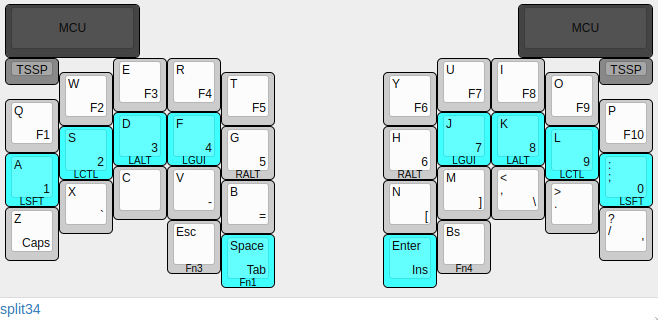 MCU
MCU
TSSP
E
F3
R
F4
U
F7
I
F8
TSSP
W
F2
T
F5
Y
F6
O
F9
Q
F1
P
F10
D
3
LALT
F
4
LGUI
J
7
LGUI
K
8
LALT
S
2
LCTL
G
5
RALT
H
6
RALT
L
9
LCTL
A
1
LSFT
:
;
0
LSFT
C
V
-
M
]
<
,
\
X
`
B
=
N
[
>
.
Z
Caps
?
/
'
Esc
Fn3
Bs
Fn4
Space
Tab
Fn1
Enter
Ins
split34